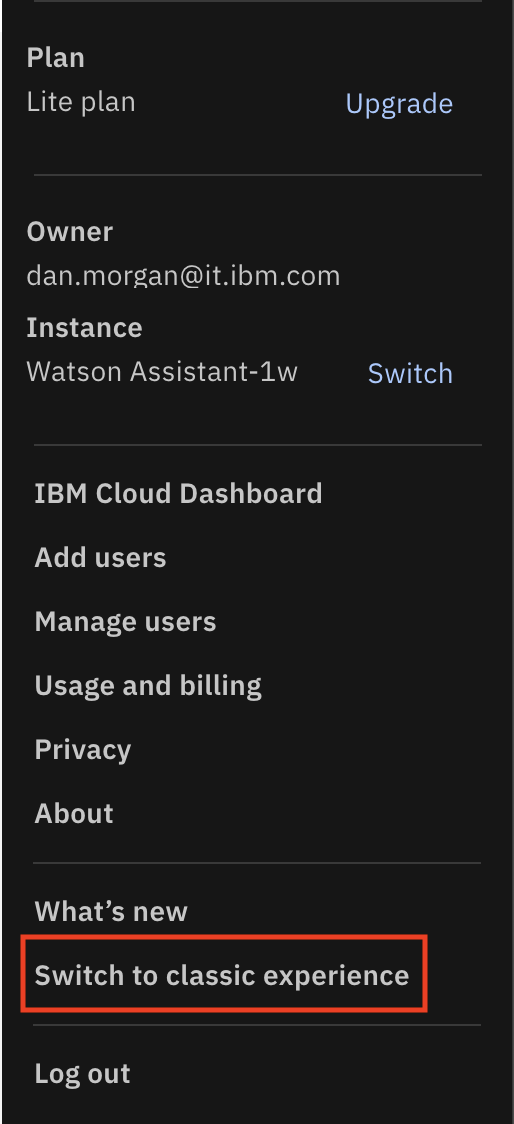 Plan
Lite plan Upgrade
Owner
dan.morgan@it.ibm.com
Instance
Watson Assistant-1w Switch
IBM Cloud Dashboard
Add users
Manage users
Usage and billing
Privacy
About
What’s new
Switch to classic experience
Log out